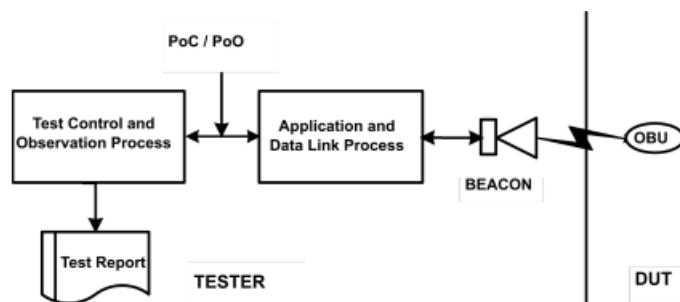 PoC / PoO
Test Control and
Observation Process
Application and
Data Link Process
OBU
BEACON
Test Report
TESTER
DUT